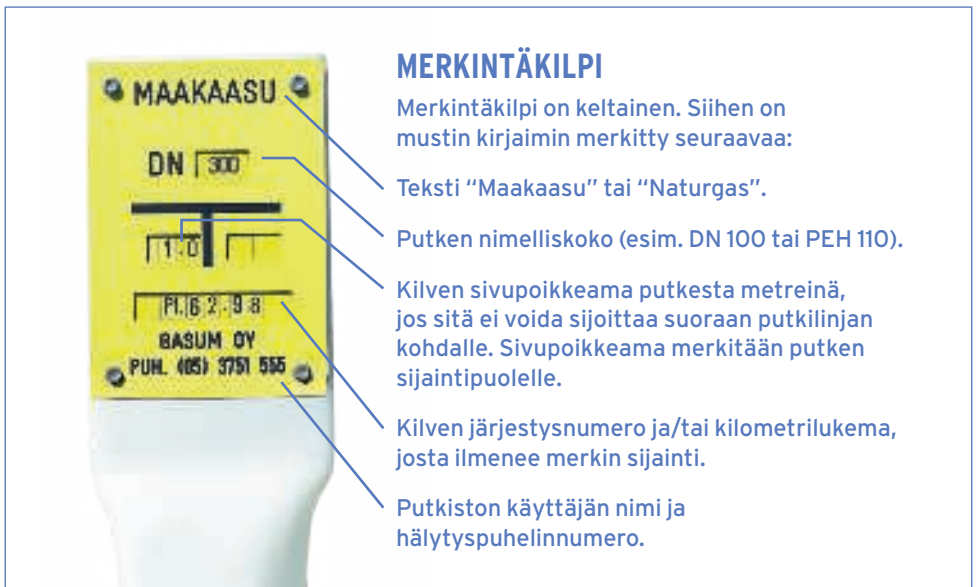 MAAKAASU
DN 300
1.0
PL 62.98
GASUM OY
PUH. (05) 3751 555
MERKINTÄKILPI
Merkintäkilpi on keltainen. Siihen on
mustin kirjaimin merkitty seuraavaa:
Teksti “Maakaasu” tai “Naturgas”.
Putken nimelliskoko (esim. DN 100 tai PEH 110).
Kilven sivupoikkeama putkesta metreinä,
jos sitä ei voida sijoittaa suoraan putkilinjan
kohdalle. Sivupoikkeama merkitään putken
sijaintipuolelle.
Kilven järjestysnumero ja/tai kilometrilukema,
josta ilmenee merkin sijainti.
Putkiston käyttäjän nimi ja
hälytyspuhelinnumero.